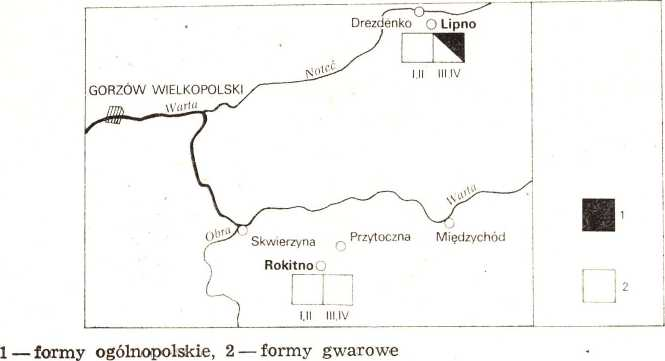 Drezdenko Lipno
I,II III,IV
Noteć
GORZÓW WIELKOPOLSKI
Warta
Warta
Obra
Skwierzyna
Przytoczna
Międzychód
Rokitno
I,II III,IV
1
2
1 — formy ogólnopolskie, 2 — formy gwarowe